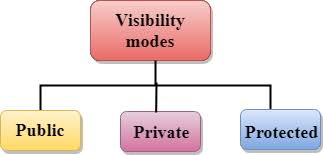 Visibility
modes
Public
Private
Protected